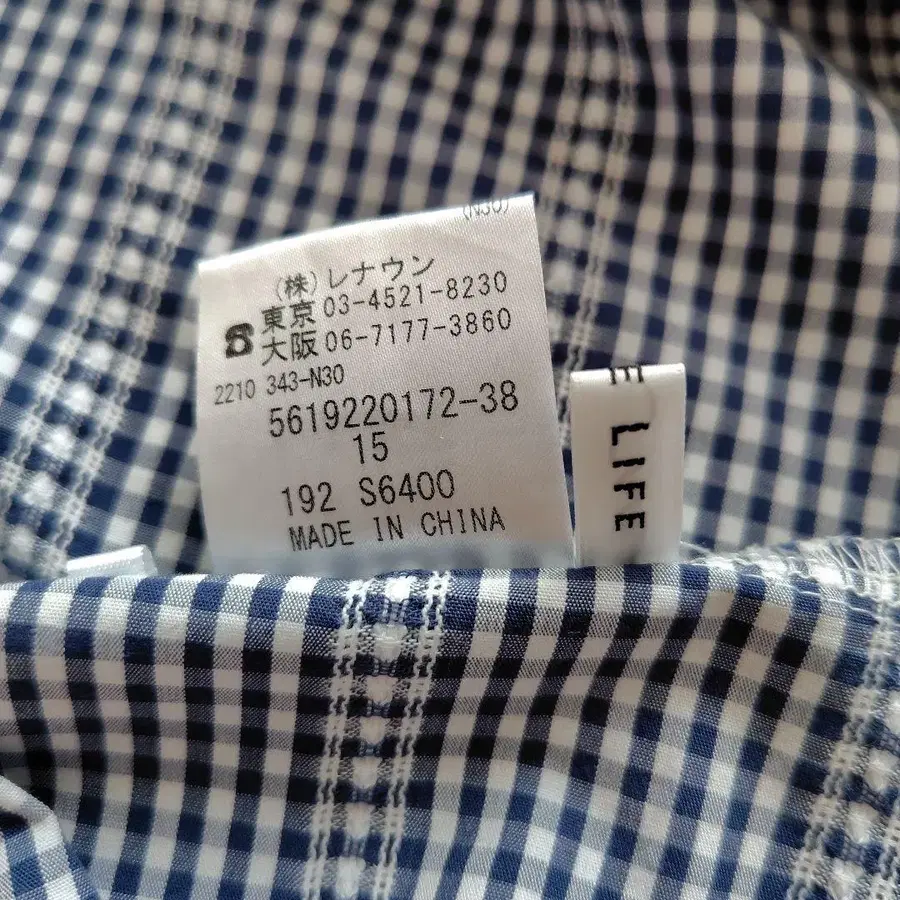 (N30)
(株)レナウン
東京 03-4521-8230
大阪 06-7177-3860
2210 343-N30
5619220172-38
15
192 S6400
MADE IN CHINA
E LIFE